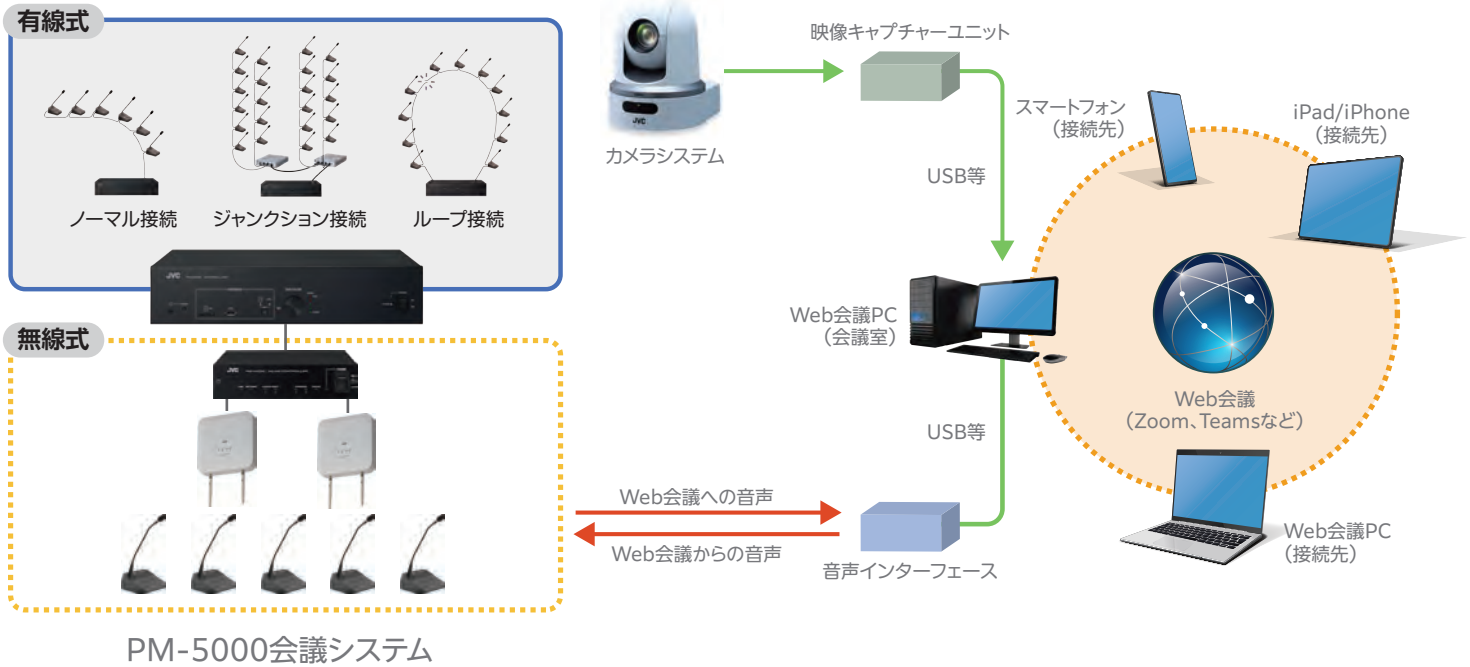 有線式
ノーマル接続
ジャンクション接続
ループ接続
JVC
無線式
JVC
PM-5000会議システム
JVC
カメラシステム
映像キャプチャーユニット
USB等
Web会議PC
(会議室)
USB等
Web会議への音声
Web会議からの音声
音声インターフェース
スマートフォン
(接続先)
iPad/iPhone
(接続先)
Web会議
(Zoom、Teamsなど)
Web会議PC
(接続先)